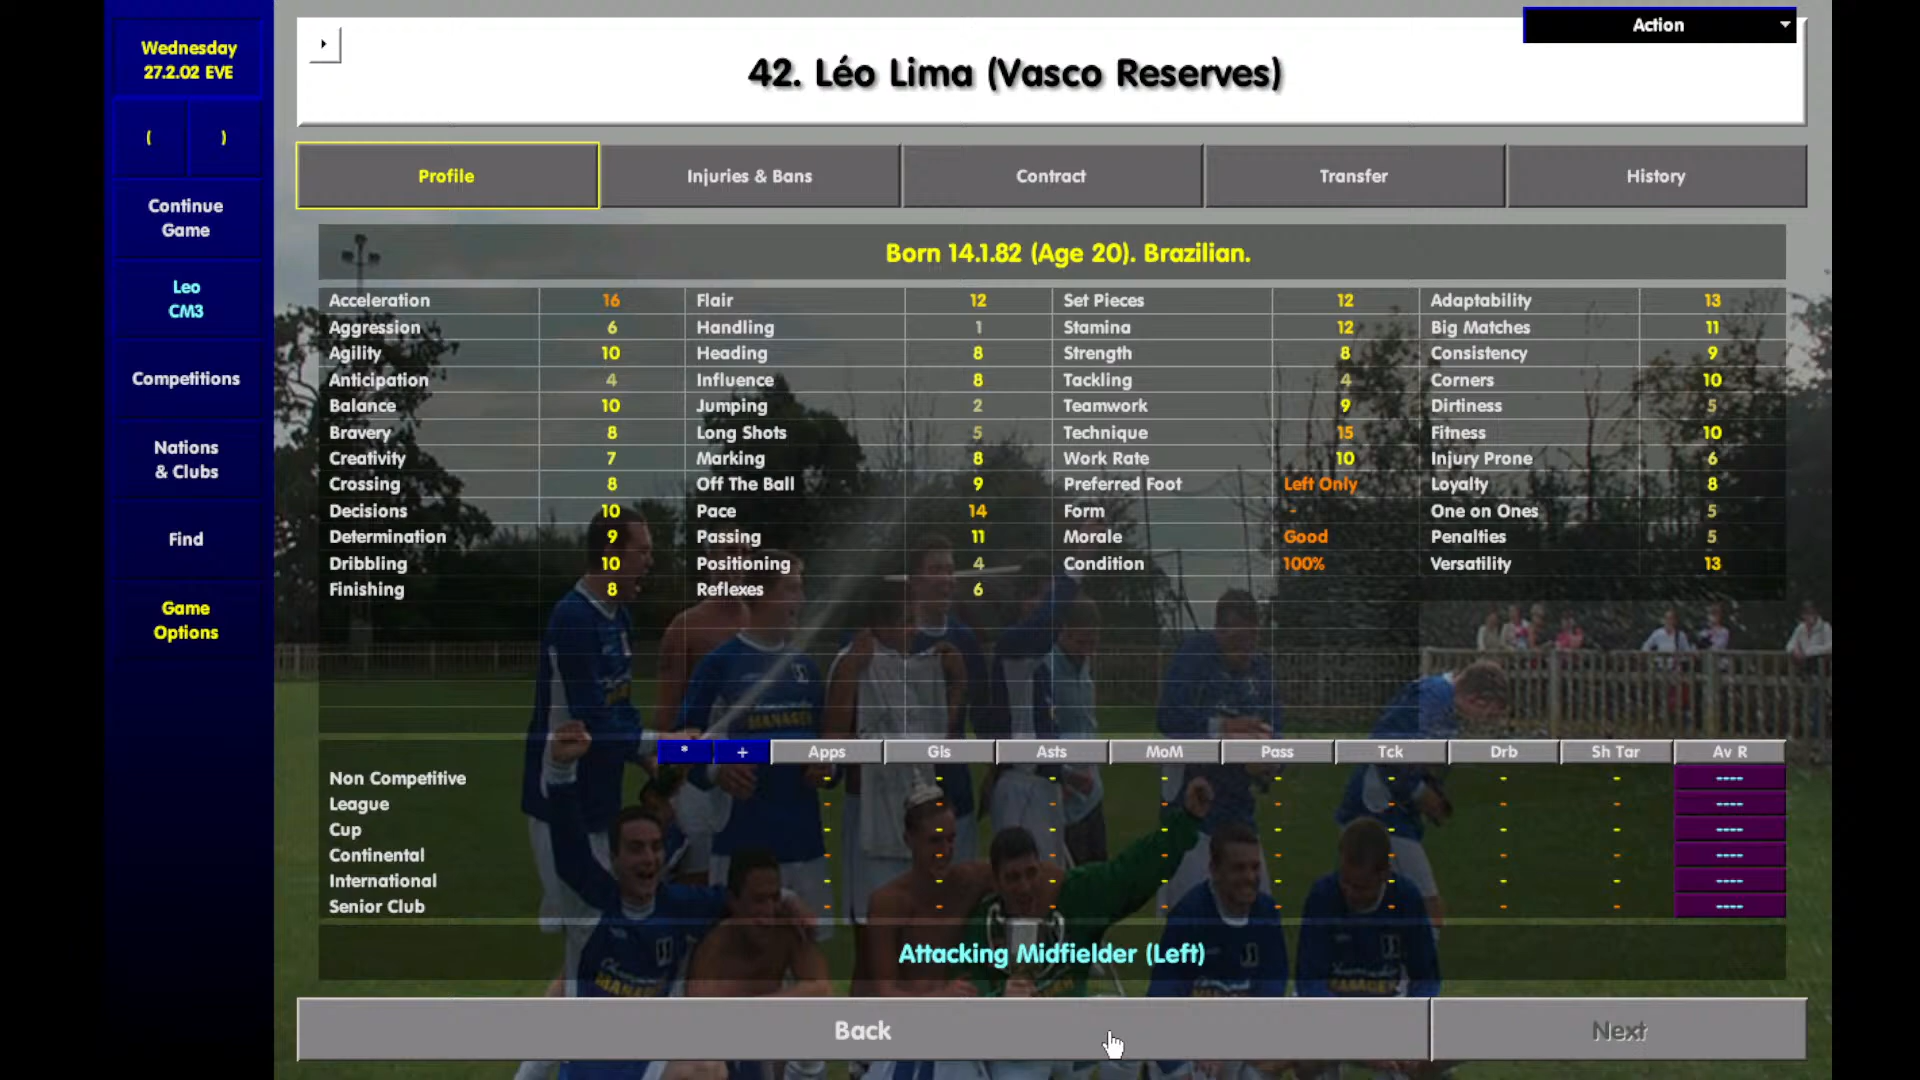 Wednesday
27.2.02 EVE
( )
Continue
Game
Leo
CM3
Competitions
Nations
& Clubs
Find
Game
Options
Action
42. Léo Lima (Vasco Reserves)
Profile Injuries & Bans Contract Transfer History
Born 14.1.82 (Age 20). Brazilian.
Acceleration 16 Flair 12 Set Pieces 12 Adaptability 13
Aggression 6 Handling 1 Stamina 12 Big Matches 11
Agility 10 Heading 8 Strength 8 Consistency 9
Anticipation 4 Influence 8 Tackling 4 Corners 10
Balance 10 Jumping 2 Teamwork 9 Dirtiness 5
Bravery 8 Long Shots 5 Technique 15 Fitness 10
Creativity 7 Marking 8 Work Rate 10 Injury Prone 6
Crossing 8 Off The Ball 9 Preferred Foot Left Only Loyalty 8
Decisions 10 Pace 14 Form - One on Ones 5
Determination 9 Passing 11 Morale Good Penalties 5
Dribbling 10 Positioning 4 Condition 100% Versatility 13
Finishing 8 Reflexes 6
* + Apps Gls Asts MoM Pass Tck Drb Sh Tar Av R
Non Competitive - - - - - - - - ----
League - - - - - - - - ----
Cup - - - - - - - - ----
Continental - - - - - - - - ----
International - - - - - - - - ----
Senior Club - - - - - - - - ----
Attacking Midfielder (Left)
Back Next